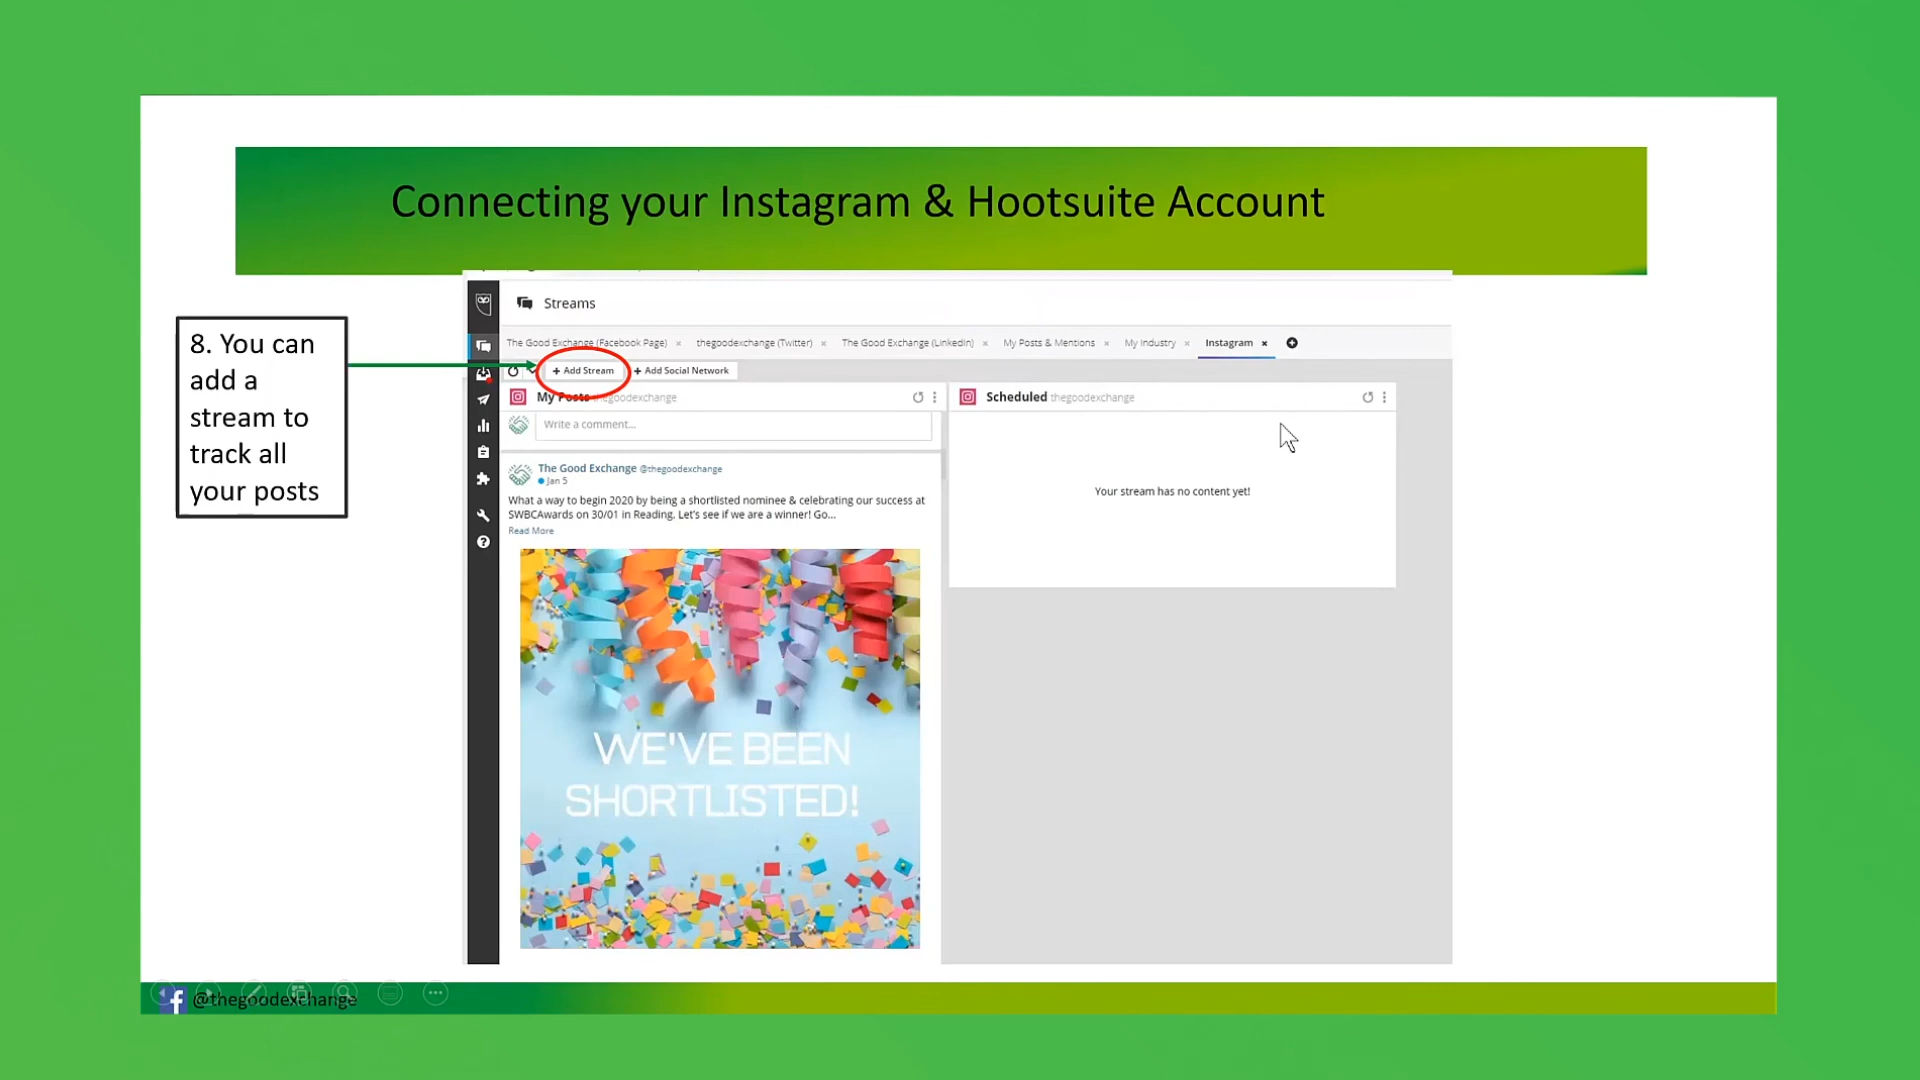 Connecting your Instagram & Hootsuite Account
8. You can
add a
stream to
track all
your posts
Streams
The Good Exchange (Facebook Page) × thegoodexchange (Twitter) × The Good Exchange (LinkedIn) × My Posts & Mentions × My Industry × Instagram ×
+ Add Stream + Add Social Network
My Posts thegoodexchange
Write a comment...
The Good Exchange @thegoodexchange
Jan 5
What a way to begin 2020 by being a shortlisted nominee & celebrating our success at
SWBCAwards on 30/01 in Reading. Let's see if we are a winner! Go...
Read More
WE'VE BEEN
SHORTLISTED!
Scheduled thegoodexchange
Your stream has no content yet!
@thegoodexchange